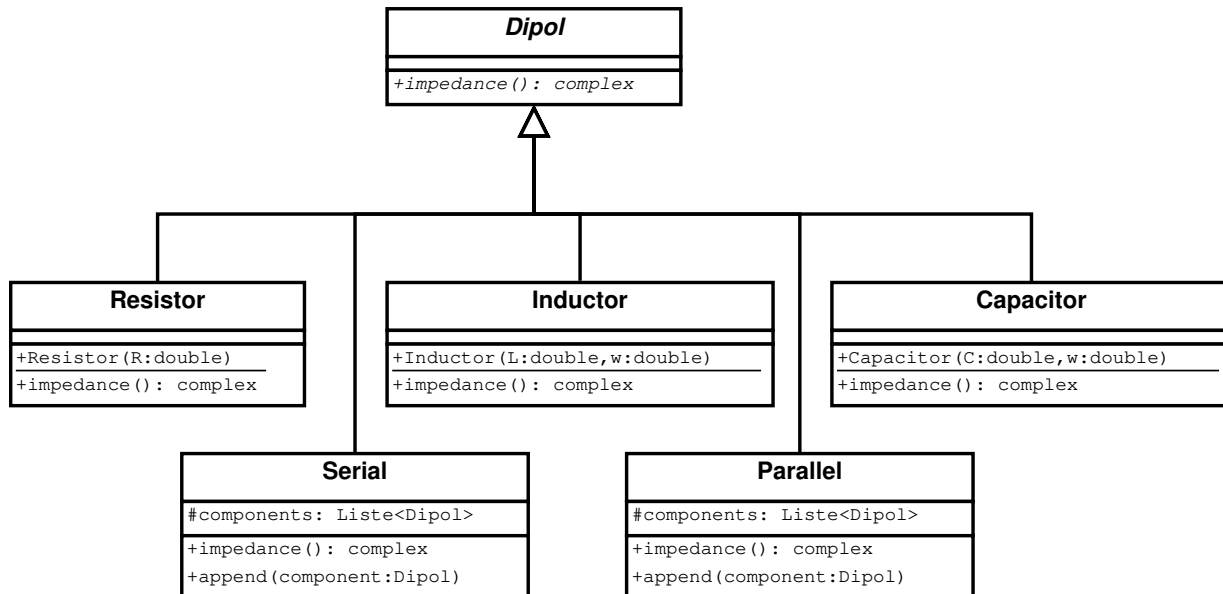 Dipol
+impedance(): complex
Resistor
+Resistor(R:double)
+impedance(): complex
Inductor
+Inductor(L:double,w:double)
+impedance(): complex
Capacitor
+Capacitor(C:double,w:double)
+impedance(): complex
Serial
#components: Liste<Dipol>
+impedance(): complex
+append(component:Dipol)
Parallel
#components: Liste<Dipol>
+impedance(): complex
+append(component:Dipol)